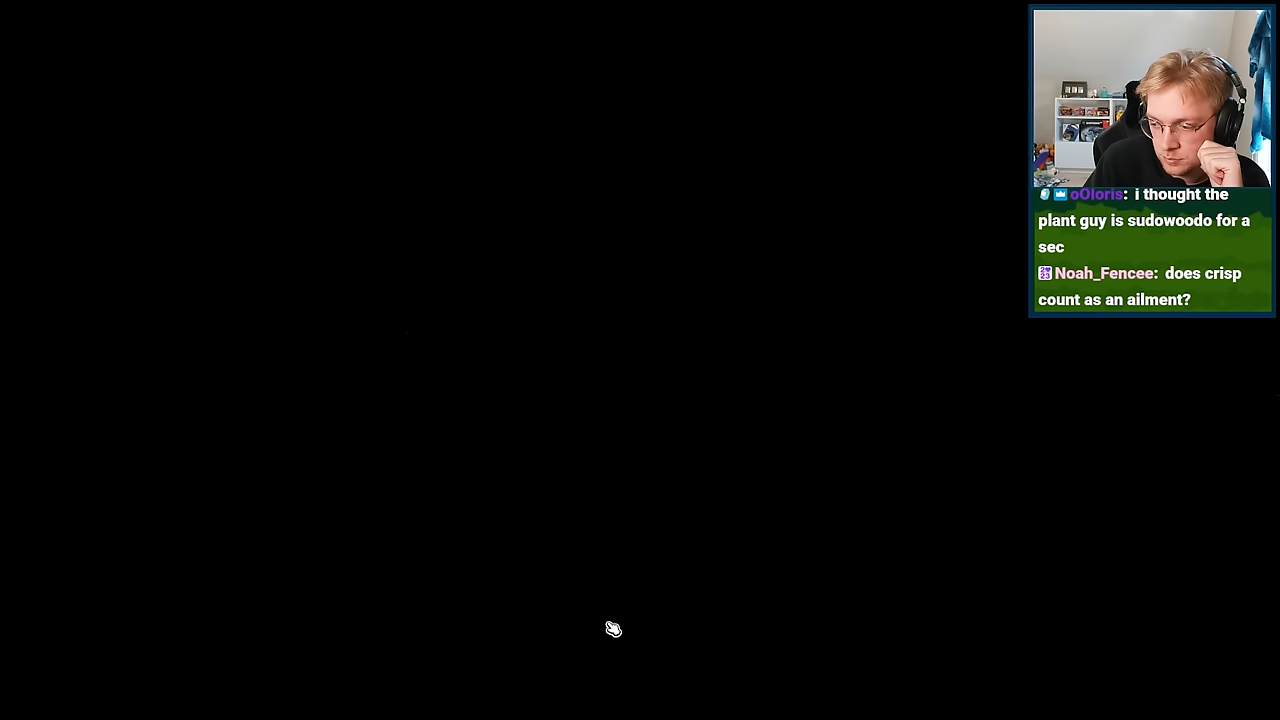 oOloris: i thought the
plant guy is sudowoodo for a
sec
Noah_Fencee: does crisp
count as an ailment?